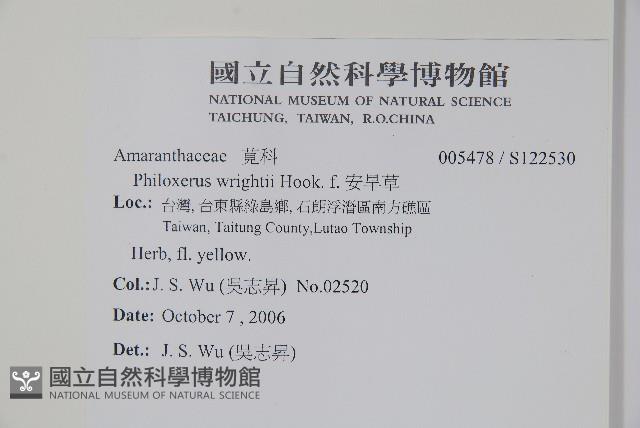 國立自然科學博物館
NATIONAL MUSEUM OF NATURAL SCIENCE
TAICHUNG, TAIWAN, R.O.CHINA
Amaranthaceae 莧科 005478 / S122530
Philoxerus wrightii Hook. f. 安旱草
Loc.: 台灣, 台東縣綠島鄉, 石朗浮潛區南方礁區
Taiwan, Taitung County,Lutao Township
Herb, fl. yellow.
Col.: J. S. Wu (吳志昇) No.02520
Date: October 7 , 2006
Det.: J. S. Wu (吳志昇)
國立自然科學博物館
NATIONAL MUSEUM OF NATURAL SCIENCE